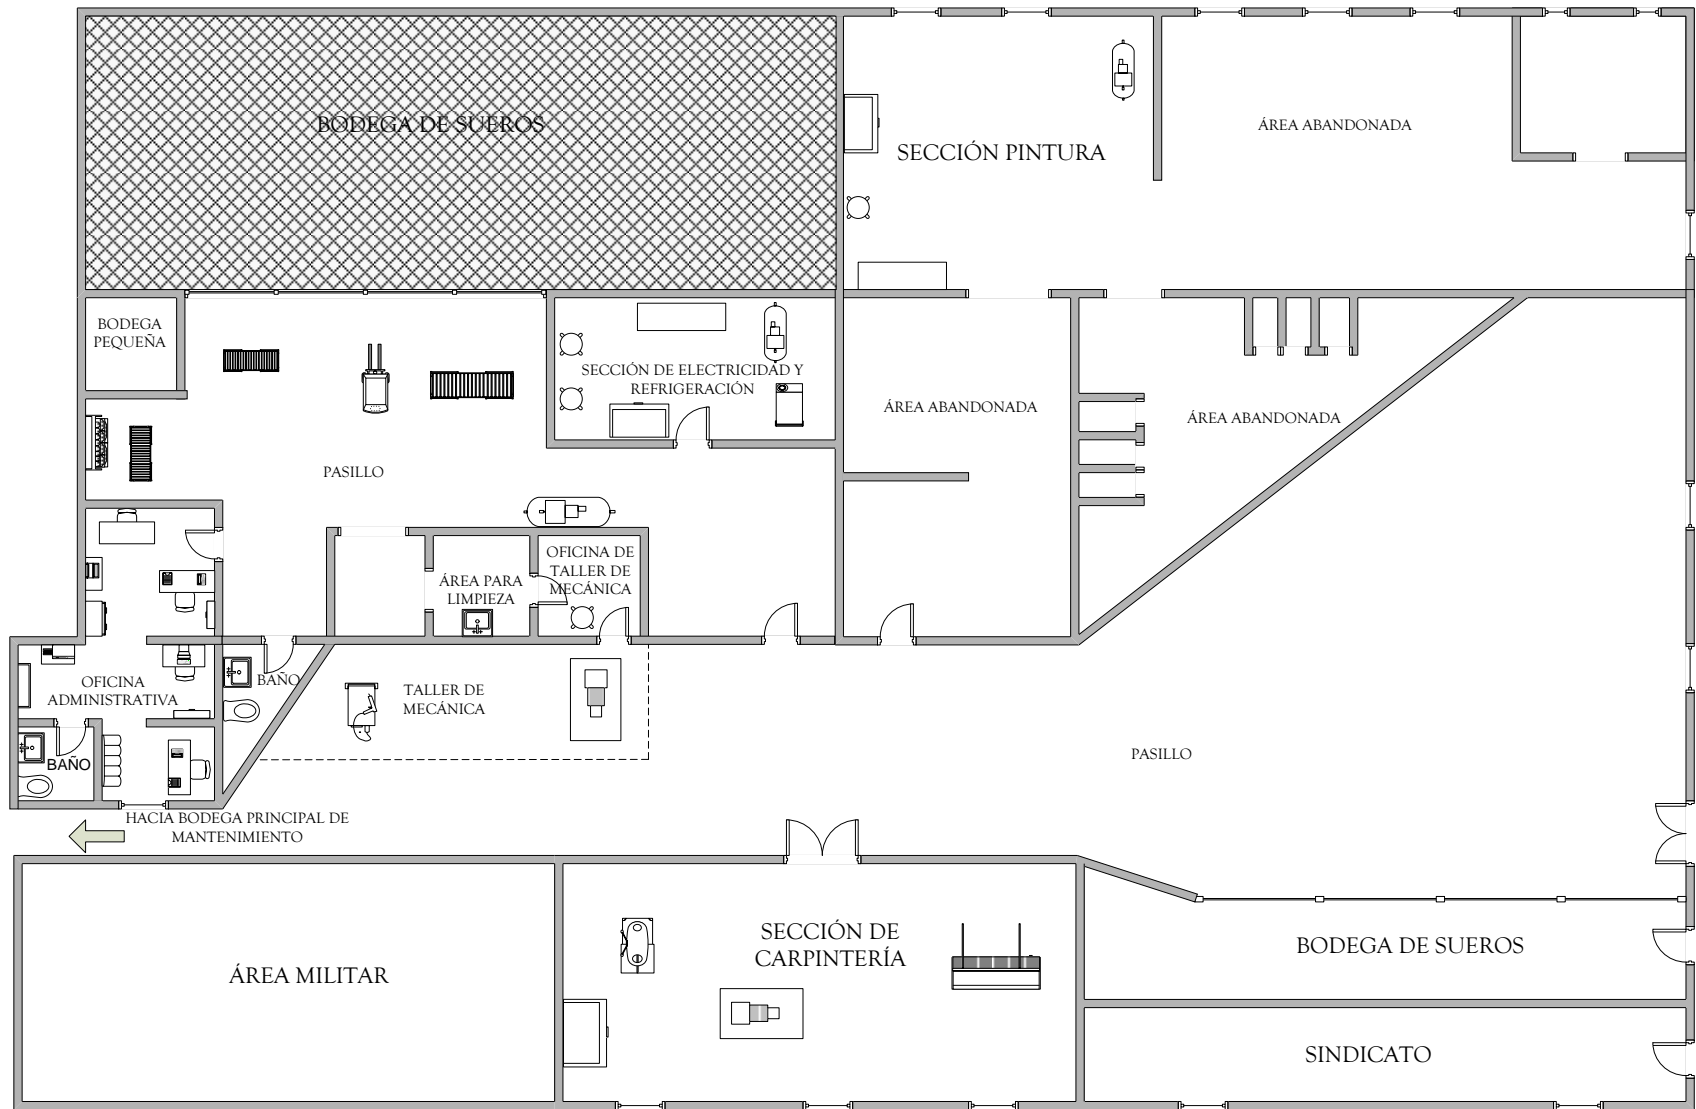 BODEGA DE SUEROS
SECCIÓN PINTURA
ÁREA ABANDONADA
BODEGA
PEQUEÑA
SECCIÓN DE ELECTRICIDAD Y
REFRIGERACIÓN
ÁREA ABANDONADA
ÁREA ABANDONADA
PASILLO
OFICINA DE
TALLER DE
MECÁNICA
ÁREA PARA
LIMPIEZA
OFICINA
ADMINISTRATIVA
BAÑO
TALLER DE
MECÁNICA
BAÑO
PASILLO
HACIA BODEGA PRINCIPAL DE
MANTENIMIENTO
ÁREA MILITAR
SECCIÓN DE
CARPINTERÍA
BODEGA DE SUEROS
SINDICATO